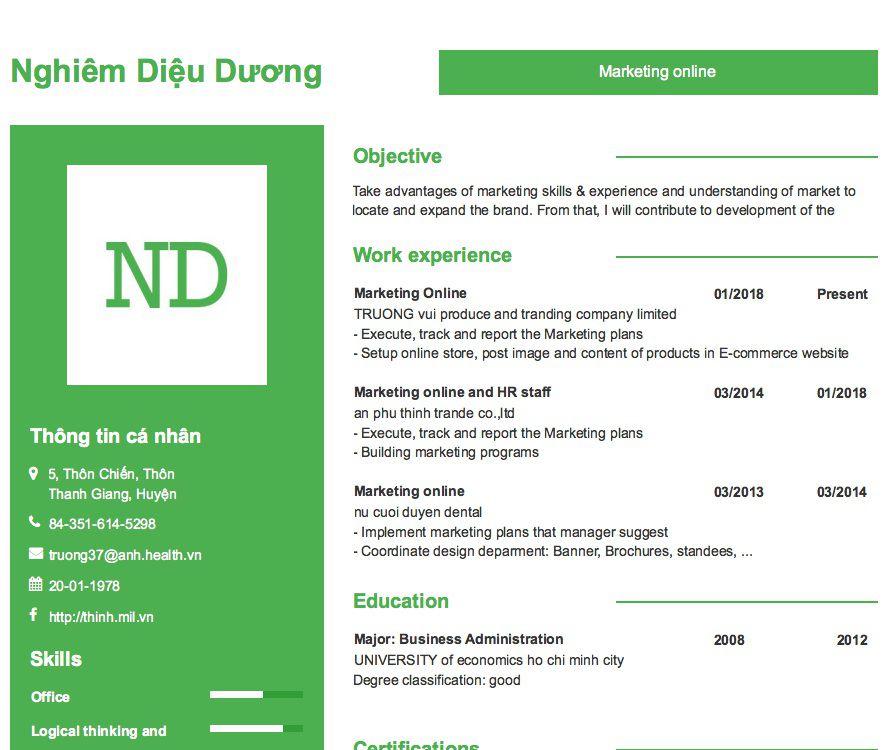 Nghiêm Diệu Dương
Marketing online
ND
Thông tin cá nhân
5, Thôn Chiến, Thôn
Thanh Giang, Huyện
84-351-614-5298
truong37@anh.health.vn
20-01-1978
http://thinh.mil.vn
Skills
Office
Logical thinking and
Objective
Take advantages of marketing skills & experience and understanding of market to
locate and expand the brand. From that, I will contribute to development of the
Work experience
Marketing Online 01/2018 Present
TRUONG vui produce and tranding company limited
- Execute, track and report the Marketing plans
- Setup online store, post image and content of products in E-commerce website
Marketing online and HR staff 03/2014 01/2018
an phu thinh trande co.,ltd
- Execute, track and report the Marketing plans
- Building marketing programs
Marketing online 03/2013 03/2014
nu cuoi duyen dental
- Implement marketing plans that manager suggest
- Coordinate design deparment: Banner, Brochures, standees, ...
Education
Major: Business Administration 2008 2012
UNIVERSITY of economics ho chi minh city
Degree classification: good
Certifications